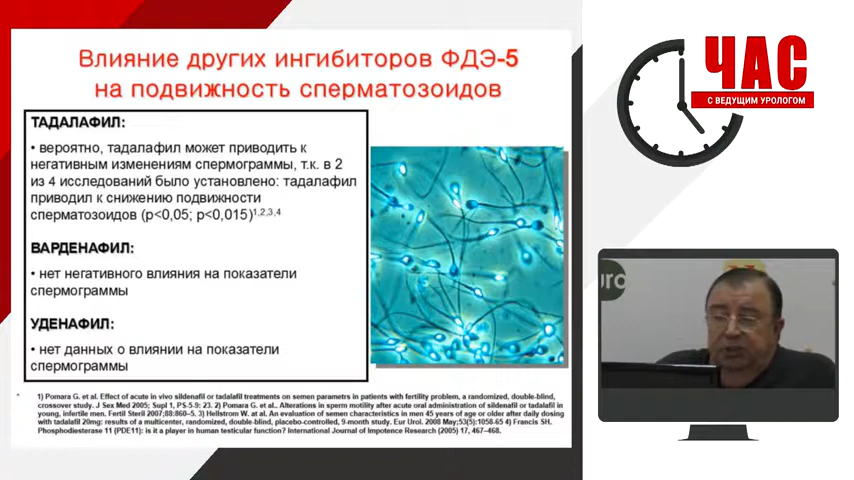 Влияние других ингибиторов ФДЭ-5
на подвижность сперматозоидов
ТАДАЛАФИЛ:
• вероятно, тадалафил может приводить к
негативным изменениям спермограммы, т.к. в 2
из 4 исследований было установлено: тадалафил
приводил к снижению подвижности
сперматозоидов (p<0,05; p<0,015)1,2,3,4
ВАРДЕНАФИЛ:
• нет негативного влияния на показатели
спермограммы
УДЕНАФИЛ:
• нет данных о влиянии на показатели
спермограммы
1) Pomara G. et al. Effect of acute in vivo sildenafil or tadalafil treatments on semen parametrs in patients with fertility problem, a randomized, double-blind,
crossover study. J Sex Med 2005; Supl 1, PS-5-9: 23. 2) Pomara G. et al.. Alterations in sperm motility after acute oral administration of sildenafil or tadalafil in
young, infertile men. Fertil Steril 2007;88:860–5. 3) Hellstrom W. at al. An evaluation of semen characteristics in men 45 years of age or older after daily dosing
with tadalafil 20mg: results of a multicenter, randomized, double-blind, placebo-controlled, 9-month study. Eur Urol. 2008 May;53(5):1058-65 4) Francis SH.
Phosphodiesterase 11 (PDE11): is it a player in human testicular function? International Journal of Impotence Research (2005) 17, 467–468.
ЧАС
С ВЕДУЩИМ УРОЛОГОМ
uro